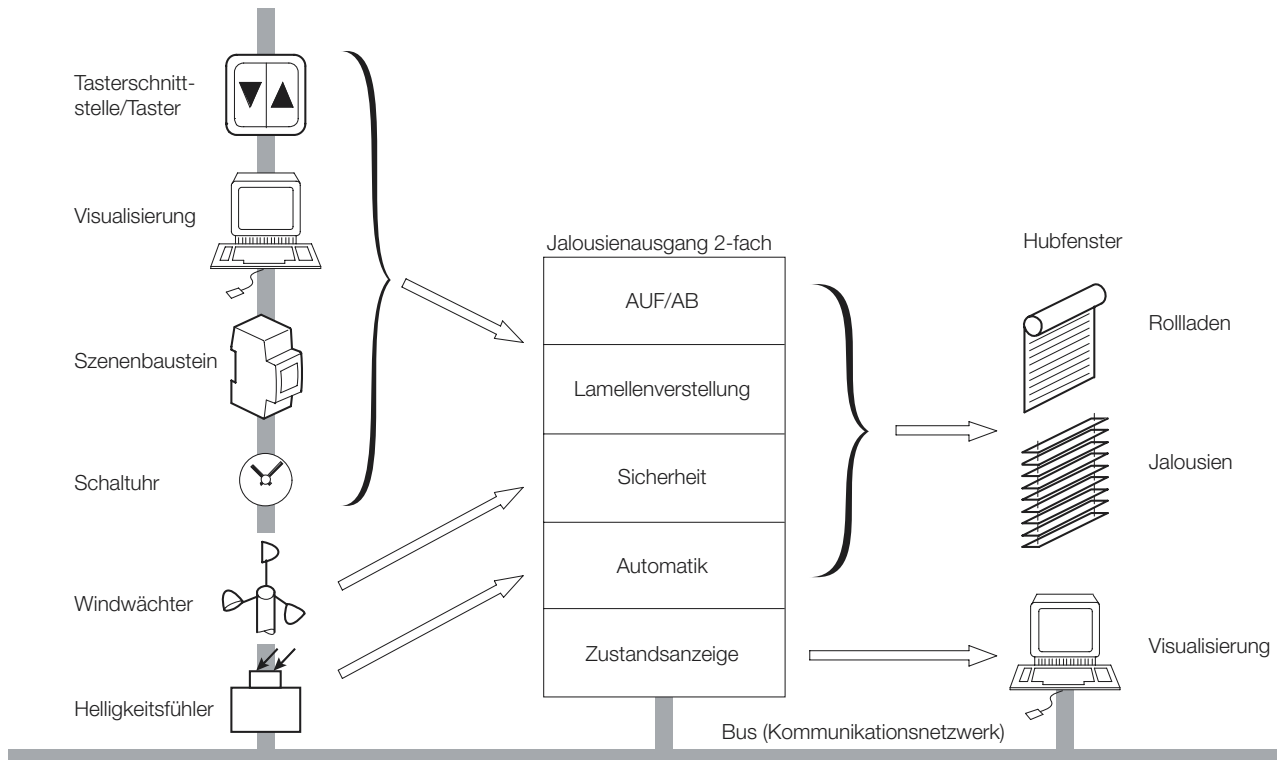 Tasterschnitt-
stelle/Taster
Visualisierung
Szenenbaustein
Schaltuhr
Windwächter
Helligkeitsfühler
Jalousienausgang 2-fach
AUF/AB
Lamellenverstellung
Sicherheit
Automatik
Zustandsanzeige
Hubfenster
Rollladen
Jalousien
Visualisierung
Bus (Kommunikationsnetzwerk)